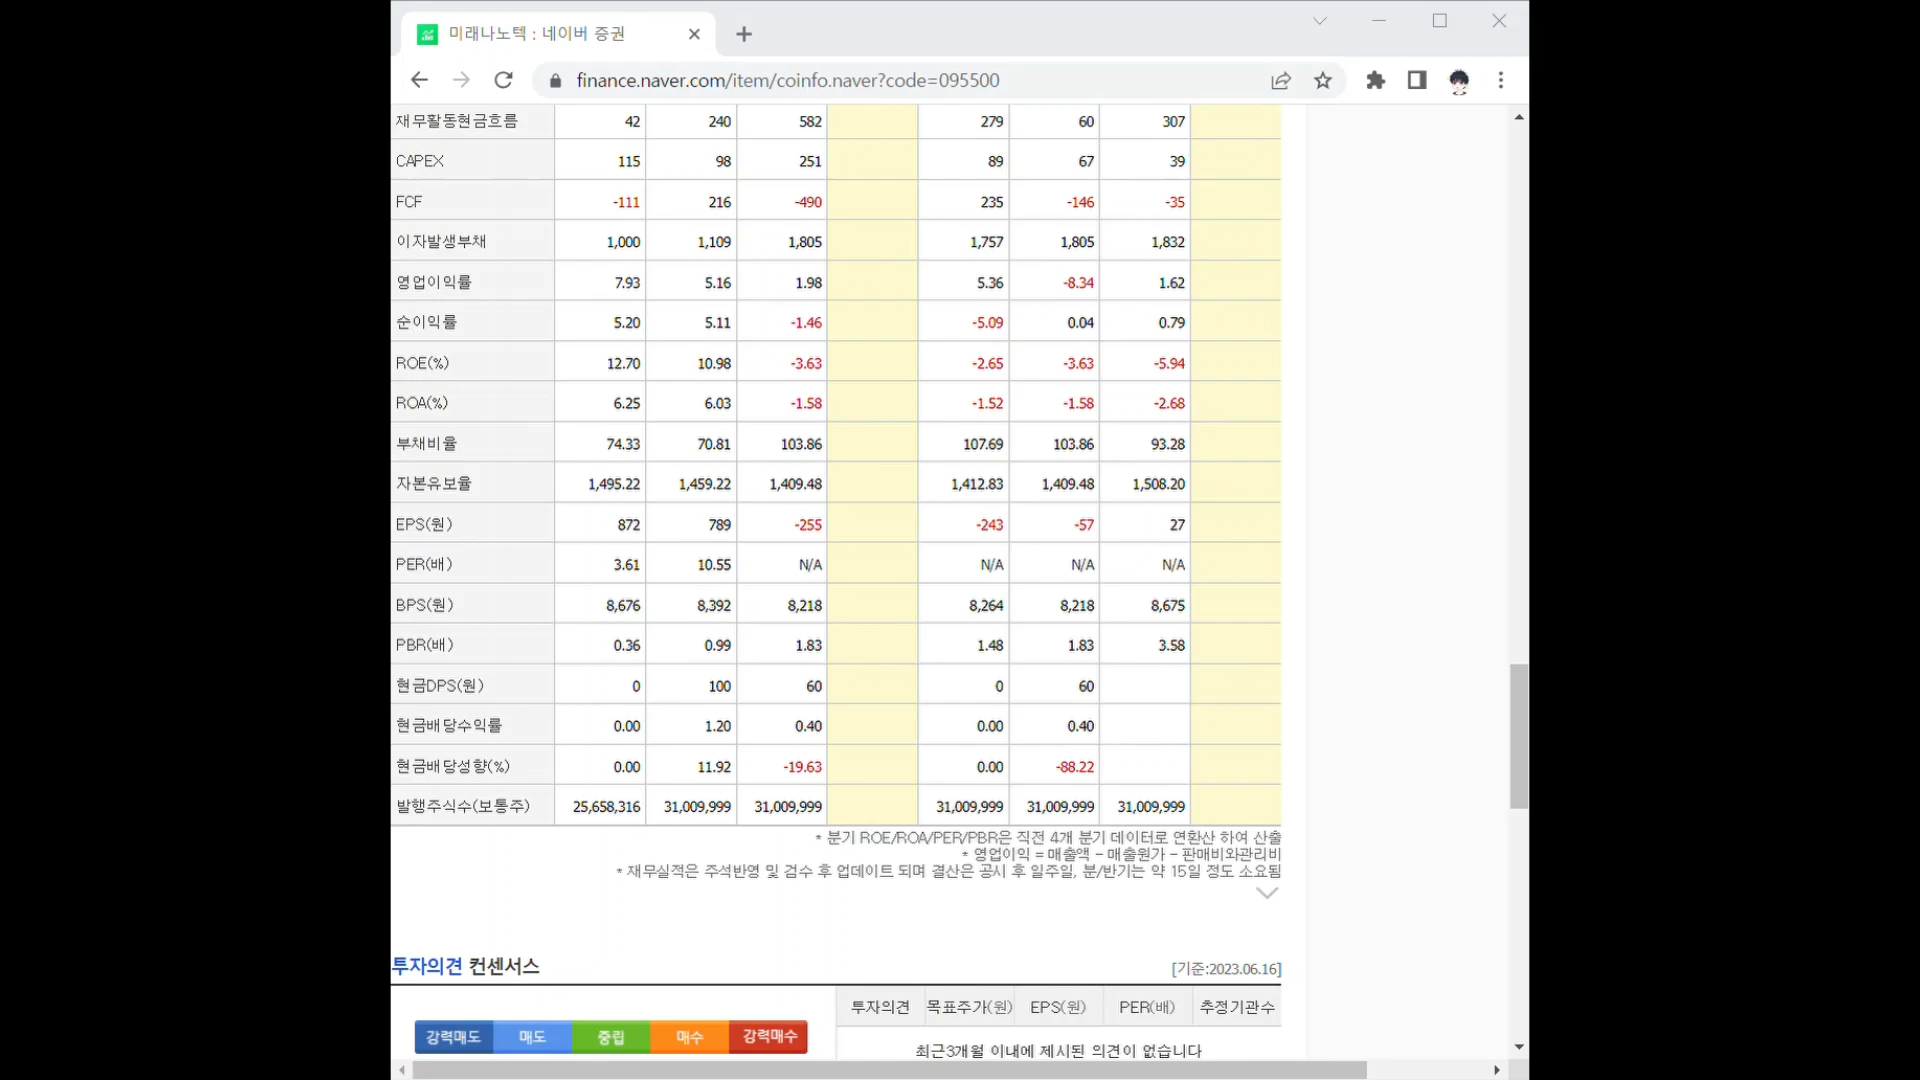 미래나노텍 : 네이버 증권
finance.naver.com/item/coinfo.naver?code=095500
재무활동현금흐름 42 240 582 279 60 307
CAPEX 115 98 251 89 67 39
FCF -111 216 -490 235 -146 -35
이자발생부채 1,000 1,109 1,805 1,757 1,805 1,832
영업이익률 7.93 5.16 1.98 5.36 -8.34 1.62
순이익률 5.20 5.11 -1.46 -5.09 0.04 0.79
ROE(%) 12.70 10.98 -3.63 -2.65 -3.63 -5.94
ROA(%) 6.25 6.03 -1.58 -1.52 -1.58 -2.68
부채비율 74.33 70.81 103.86 107.69 103.86 93.28
자본유보율 1,495.22 1,459.22 1,409.48 1,412.83 1,409.48 1,508.20
EPS(원) 872 789 -255 -243 -57 27
PER(배) 3.61 10.55 N/A N/A N/A N/A
BPS(원) 8,676 8,392 8,218 8,264 8,218 8,675
PBR(배) 0.36 0.99 1.83 1.48 1.83 3.58
현금DPS(원) 0 100 60 0 60
현금배당수익률 0.00 1.20 0.40 0.00 0.40
현금배당성향(%) 0.00 11.92 -19.63 0.00 -88.22
발행주식수(보통주) 25,658,316 31,009,999 31,009,999 31,009,999 31,009,999 31,009,999
* 분기 ROE/ROA/PER/PBR은 직전 4개 분기 데이터로 연환산 하여 산출
* 영업이익 = 매출액 - 매출원가 - 판매비와관리비
* 재무실적은 주석반영 및 검수 후 업데이트 되며 결산은 공시 후 일주일, 분/반기는 약 15일 정도 소요됨
투자의견 컨센서스 [기준:2023.06.16]
투자의견 목표주가(원) EPS(원) PER(배) 추정기관수
강력매도 매도 중립 매수 강력매수
최근3개월 이내에 제시된 의견이 없습니다